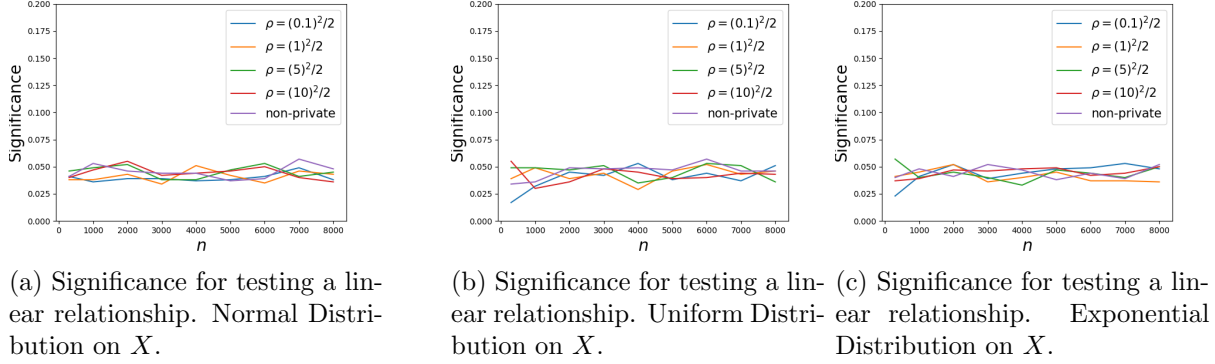 0.200
0.175
0.150
0.125
0.100
0.075
0.050
0.025
0.000
Significance
0 1000 2000 3000 4000 5000 6000 7000 8000
n
ρ = (0.1)²/2
ρ = (1)²/2
ρ = (5)²/2
ρ = (10)²/2
non-private
(a) Significance for testing a lin-
ear relationship. Normal Distri-
bution on X.
0.200
0.175
0.150
0.125
0.100
0.075
0.050
0.025
0.000
Significance
0 1000 2000 3000 4000 5000 6000 7000 8000
n
ρ = (0.1)²/2
ρ = (1)²/2
ρ = (5)²/2
ρ = (10)²/2
non-private
(b) Significance for testing a lin-
ear relationship. Uniform Distri-
bution on X.
0.200
0.175
0.150
0.125
0.100
0.075
0.050
0.025
0.000
Significance
0 1000 2000 3000 4000 5000 6000 7000 8000
n
ρ = (0.1)²/2
ρ = (1)²/2
ρ = (5)²/2
ρ = (10)²/2
non-private
(c) Significance for testing a lin-
ear relationship. Exponential
Distribution on X.